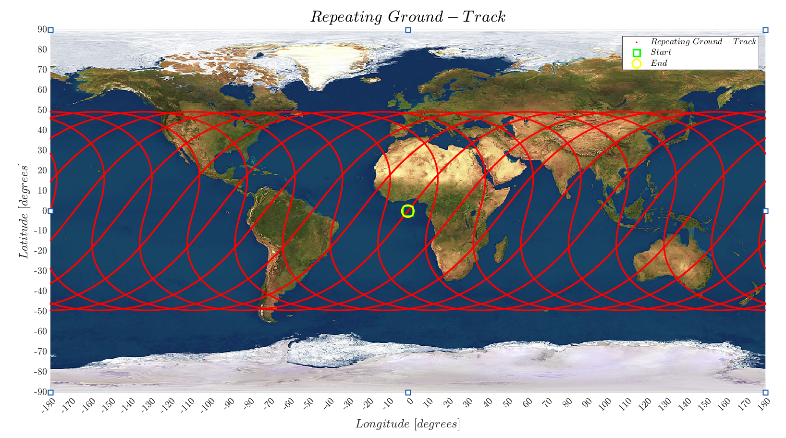 Repeating Ground – Track
Repeating Ground Track
Start
End
90
80
70
60
50
40
30
20
10
0
-10
-20
-30
-40
-50
-60
-70
-80
-90
Latitude [degrees
-180 -170 -160 -150 -140 -130 -120 -110 -100 -90 -80 -70 -60 -50 -40 -30 -20 -10 0 10 20 30 40 50 60 70 80 90 100 110 120 130 140 150 160 170 180
Longitude [degrees]